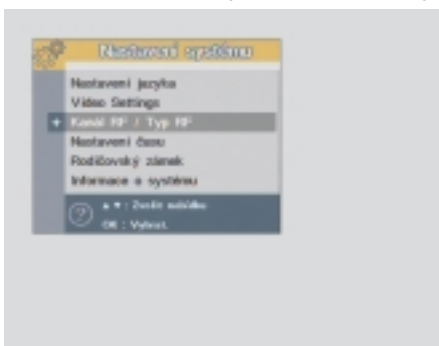 Nastavení systému
Nastavení jazyka
Video Settings
Kanál RF / Typ RF
Nastavení času
Rodičovský zámek
Informace o systému
▲ ▼ : Zvolit nabídku
OK : Vybrat.